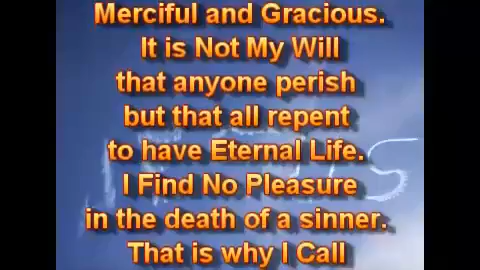 Merciful and Gracious.
It is Not My Will
that anyone perish
but that all repent
to have Eternal Life.
I Find No Pleasure
in the death of a sinner.
That is why I Call